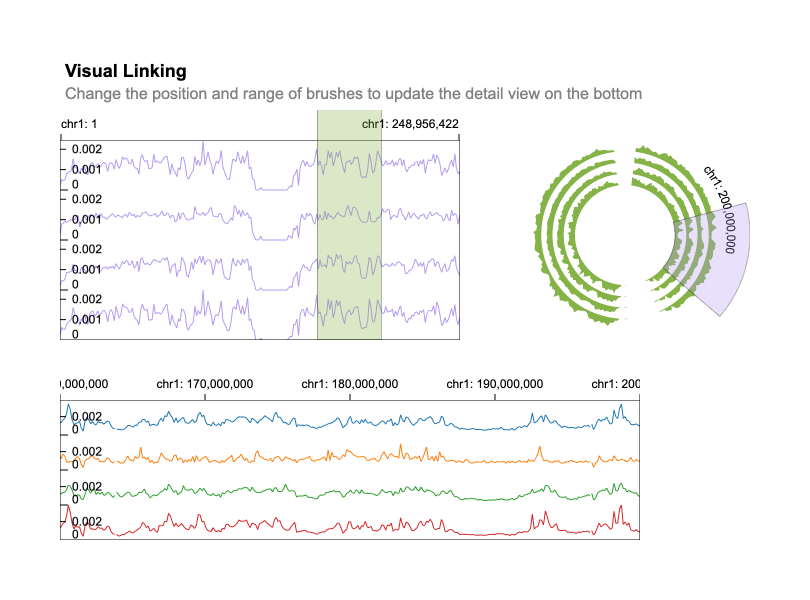 Visual Linking
Change the position and range of brushes to update the detail view on the bottom
chr1: 1
chr1: 248,956,422
0.002
0.001
0
0.002
0.001
0
0.002
0.001
0
0.002
0.001
0
chr1: 200,000,000
0,000,000
chr1: 170,000,000
chr1: 180,000,000
chr1: 190,000,000
chr1: 200
0.002
0
0.002
0
0.002
0
0.002
0